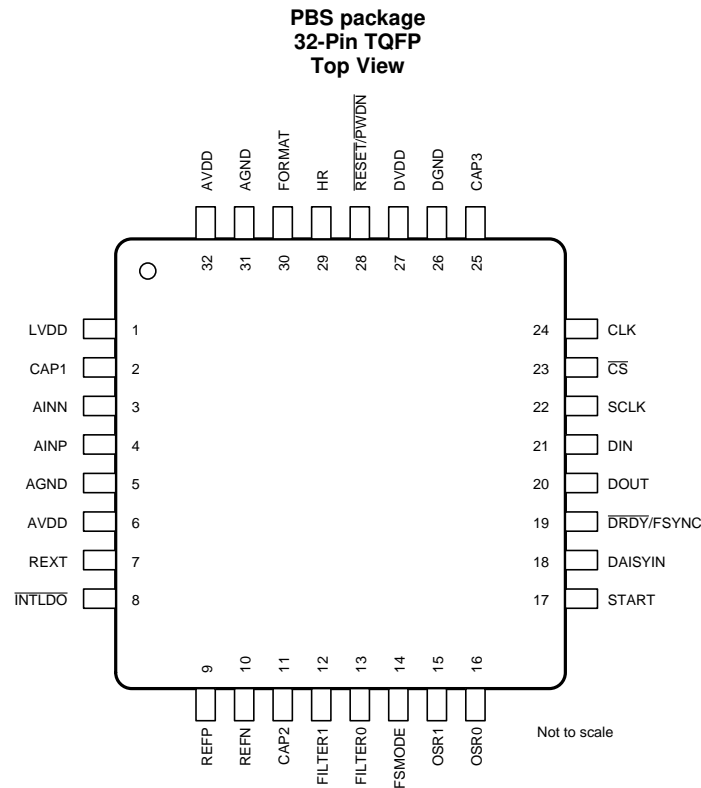 PBS package
32-Pin TQFP
Top View
AVDD
AGND
FORMAT
HR
RESET/PWDN
DVDD
DGND
CAP3
32
31
30
29
28
27
26
25
LVDD 1
CAP1 2
AINN 3
AINP 4
AGND 5
AVDD 6
REXT 7
INTLDO 8
24 CLK
23 CS
22 SCLK
21 DIN
20 DOUT
19 DRDY/FSYNC
18 DAISYIN
17 START
9
10
11
12
13
14
15
16
REFP
REFN
CAP2
FILTER1
FILTER0
FSMODE
OSR1
OSR0
Not to scale